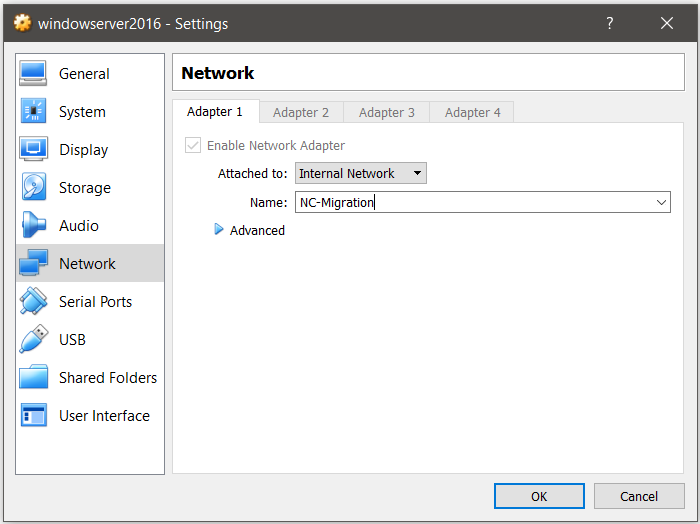 windowserver2016 - Settings
?
General
System
Display
Storage
Audio
Network
Serial Ports
USB
Shared Folders
User Interface
Network
Adapter 1 Adapter 2 Adapter 3 Adapter 4
Enable Network Adapter
Attached to: Internal Network
Name: NC-Migration
Advanced
OK Cancel